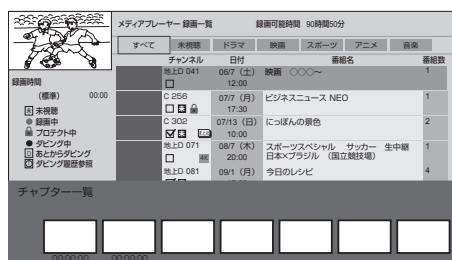 メディアプレーヤー 録画一覧　録画可能時間　90時間50分
すべて　未視聴　ドラマ　映画　スポーツ　アニメ　音楽
チャンネル　日付　番組名　番組数
地上D 041　06/7（土）　映画　○○○～　1
12:00
C 256　07/7（月）　ビジネスニュース NEO　1
17:30
C 302　07/13（日）　にっぽんの景色　2
10:00
地上D 071　08/7（木）　スポーツスペシャル　サッカー　生中継　1
4K　20:00　日本×ブラジル　（国立競技場）
地上D 081　09/1（月）　今日のレシピ　4
録画時間
（標準）　00:00
未視聴
録画中
プロテクト中
ダビング中
あとからダビング
ダビング履歴参照
チャプター一覧
00:00:00　00:00:00